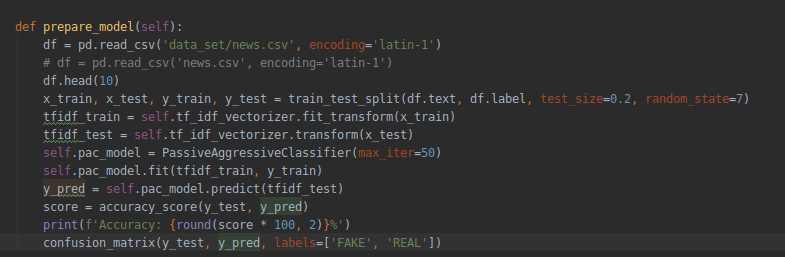 def prepare_model(self):
    df = pd.read_csv('data_set/news.csv', encoding='latin-1')
    # df = pd.read_csv('news.csv', encoding='latin-1')
    df.head(10)
    x_train, x_test, y_train, y_test = train_test_split(df.text, df.label, test_size=0.2, random_state=7)
    tfidf_train = self.tf_idf_vectorizer.fit_transform(x_train)
    tfidf_test = self.tf_idf_vectorizer.transform(x_test)
    self.pac_model = PassiveAggressiveClassifier(max_iter=50)
    self.pac_model.fit(tfidf_train, y_train)
    y_pred = self.pac_model.predict(tfidf_test)
    score = accuracy_score(y_test, y_pred)
    print(f'Accuracy: {round(score * 100, 2)}%')
    confusion_matrix(y_test, y_pred, labels=['FAKE', 'REAL'])